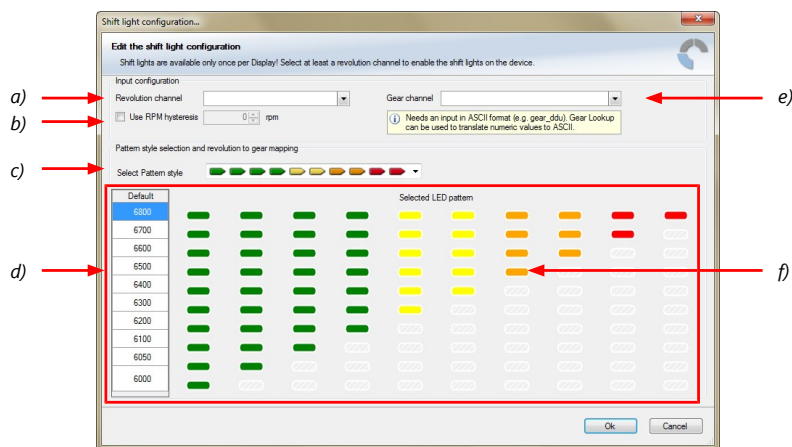 Shift light configuration...
Edit the shift light configuration
Shift lights are available only once per Display! Select at least a revolution channel to enable the shift lights on the device.
Input configuration
a)
Revolution channel
Gear channel
e)
b)
Use RPM hysteresis
0
rpm
Needs an input in ASCII format (e.g. gear_ddu). Gear Lookup
can be used to translate numeric values to ASCII.
Pattern style selection and revolution to gear mapping
c)
Select Pattern style
Default
Selected LED pattern
6800
6700
6600
d)
6500
f)
6400
6300
6200
6100
6050
6000
Ok
Cancel